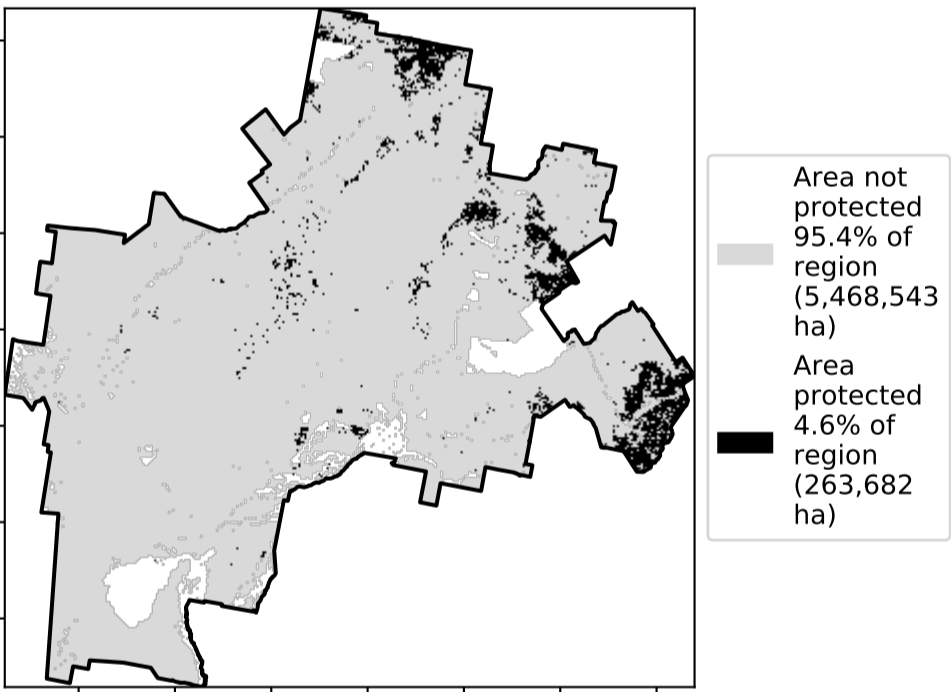 Area not
protected
95.4% of
region
(5,468,543
ha)
Area
protected
4.6% of
region
(263,682
ha)